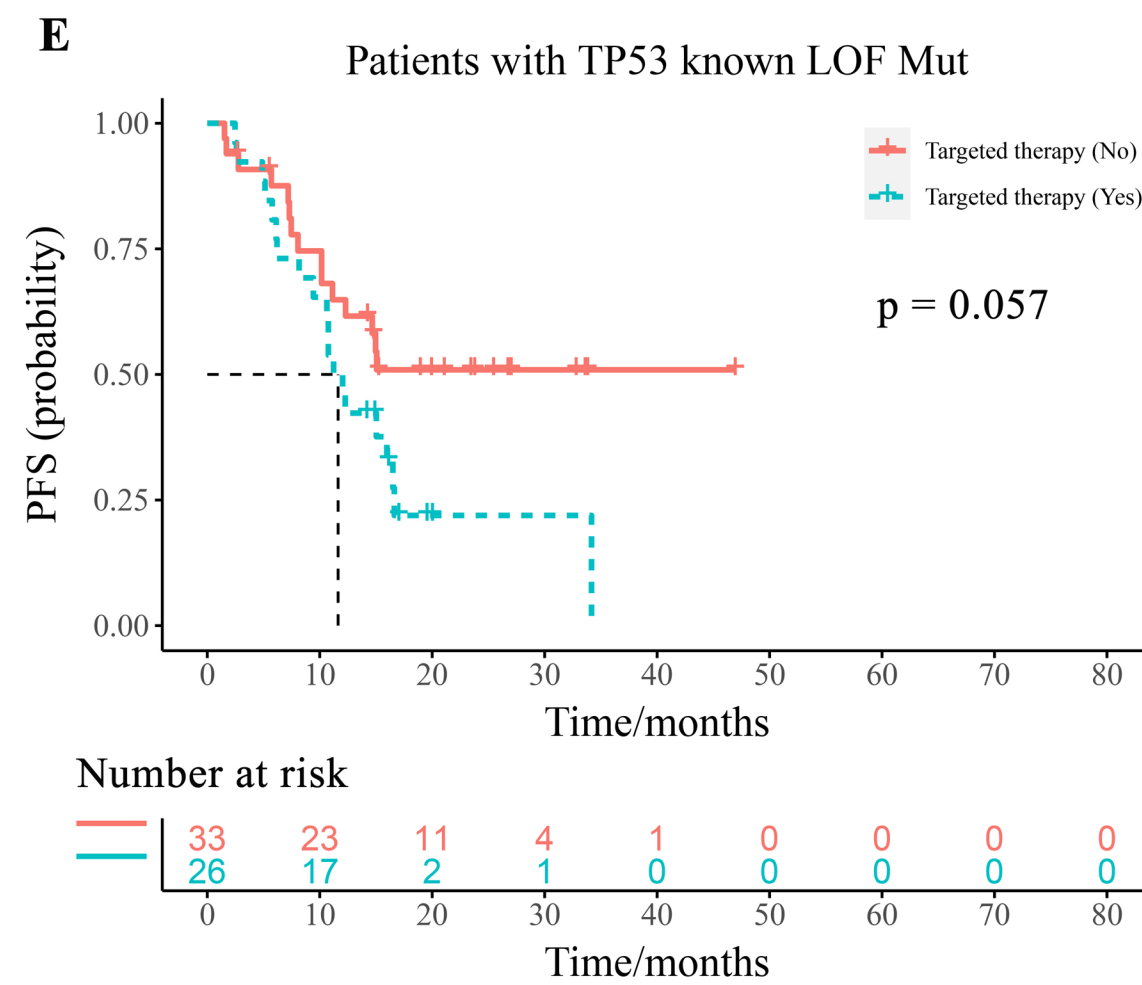 E
Patients with TP53 known LOF Mut
Targeted therapy (No)
Targeted therapy (Yes)
p = 0.057
PFS (probability)
1.00
0.75
0.50
0.25
0.00
0 10 20 30 40 50 60 70 80
Time/months
Number at risk
33 23 11 4 1 0 0 0 0
26 17 2 1 0 0 0 0 0
0 10 20 30 40 50 60 70 80
Time/months